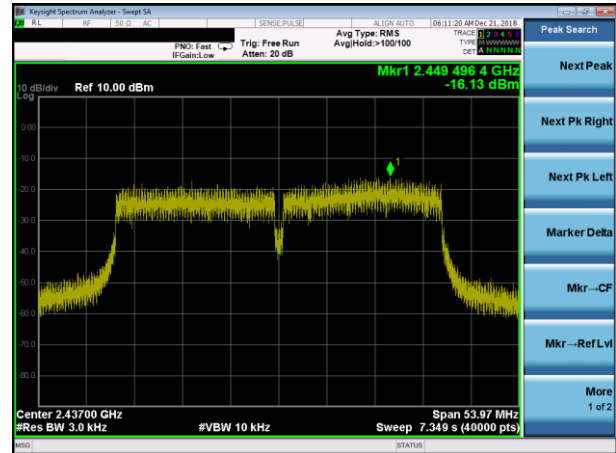 Keysight Spectrum Analyzer - Swept SA
RL RF 50 Ω AC SENSE:PULSE ALIGN AUTO 06:11:20 AM Dec 21, 2018
PNO: Fast Trig: Free Run Avg Type: RMS TRACE 1 2 3 4 5 6
IFGain:Low Atten: 20 dB Avg|Hold:>100/100 TYPE M WWWWW
DET A N N N N N
Peak Search
Mkr1 2.449 496 4 GHz
10 dB/div Ref 10.00 dBm -16.13 dBm
Log
0.00
-10.0
1
-20.0
-30.0
-40.0
-50.0
-60.0
-70.0
-80.0
Center 2.43700 GHz Span 53.97 MHz
#Res BW 3.0 kHz #VBW 10 kHz Sweep 7.349 s (40000 pts)
MSG STATUS
Next Peak
Next Pk Right
Next Pk Left
Marker Delta
Mkr→CF
Mkr→Ref Lvl
More
1 of 2